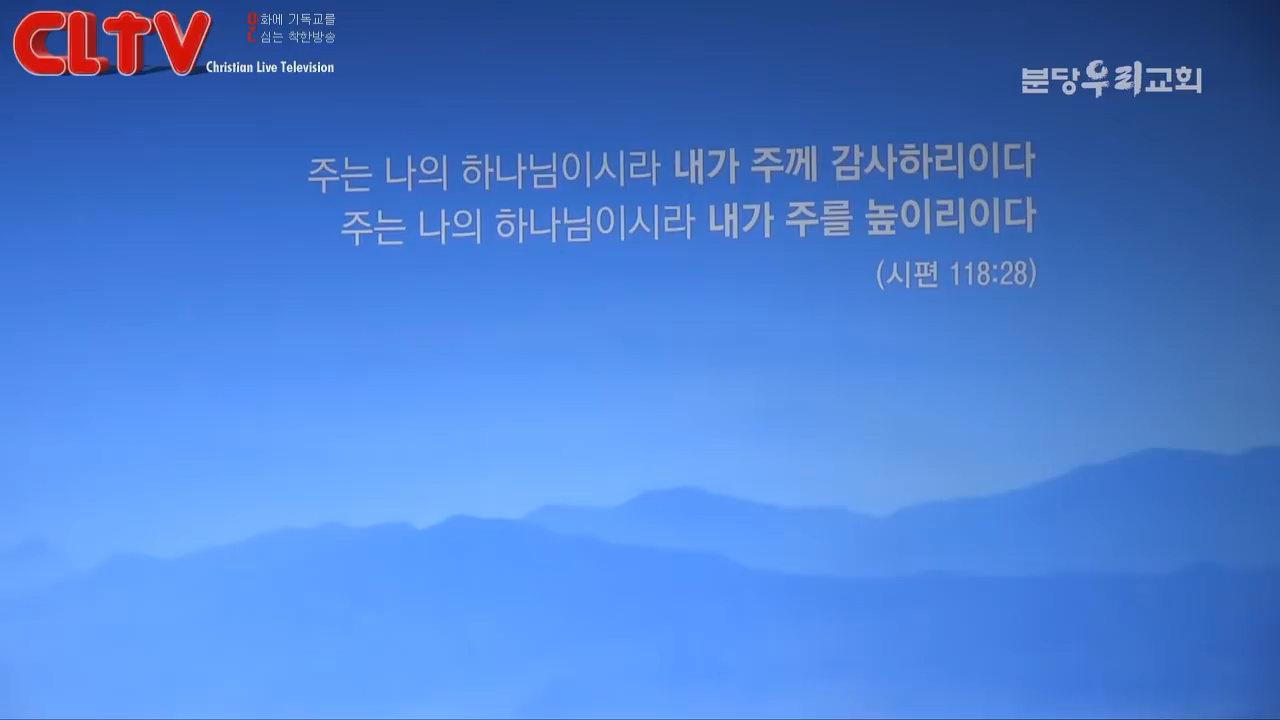 CLTV
문화에 기독교를
심는 착한방송
Christian Live Television
분당우리교회
주는 나의 하나님이시라 내가 주께 감사하리이다
주는 나의 하나님이시라 내가 주를 높이리이다
(시편 118:28)